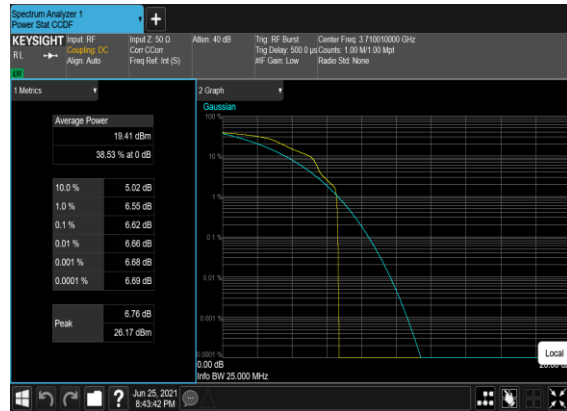 Spectrum Analyzer 1
Power Stat CCDF
KEYSIGHT
R L
Input: RF
Coupling: DC
Align: Auto
Input Z: 50 Ω
Corr CCorr
Freq Ref: Int (S)
Atten: 40 dB
Trig: RF Burst
Trig Delay: 500.0 µs
#IF Gain: Low
Center Freq: 3.710010000 GHz
Counts: 1.00 M/1.00 Mpt
Radio Std: None
1 Metrics
Average Power
19.41 dBm
38.53 % at 0 dB
10.0 % 5.02 dB
1.0 % 6.55 dB
0.1 % 6.62 dB
0.01 % 6.66 dB
0.001 % 6.68 dB
0.0001 % 6.69 dB
Peak
6.76 dB
26.17 dBm
2 Graph
Gaussian
100 %
10 %
1 %
0.1 %
0.01 %
0.001 %
0.0001 %
0.00 dB
Info BW 25.000 MHz
Local
?
Jun 25, 2021
8:43:42 PM